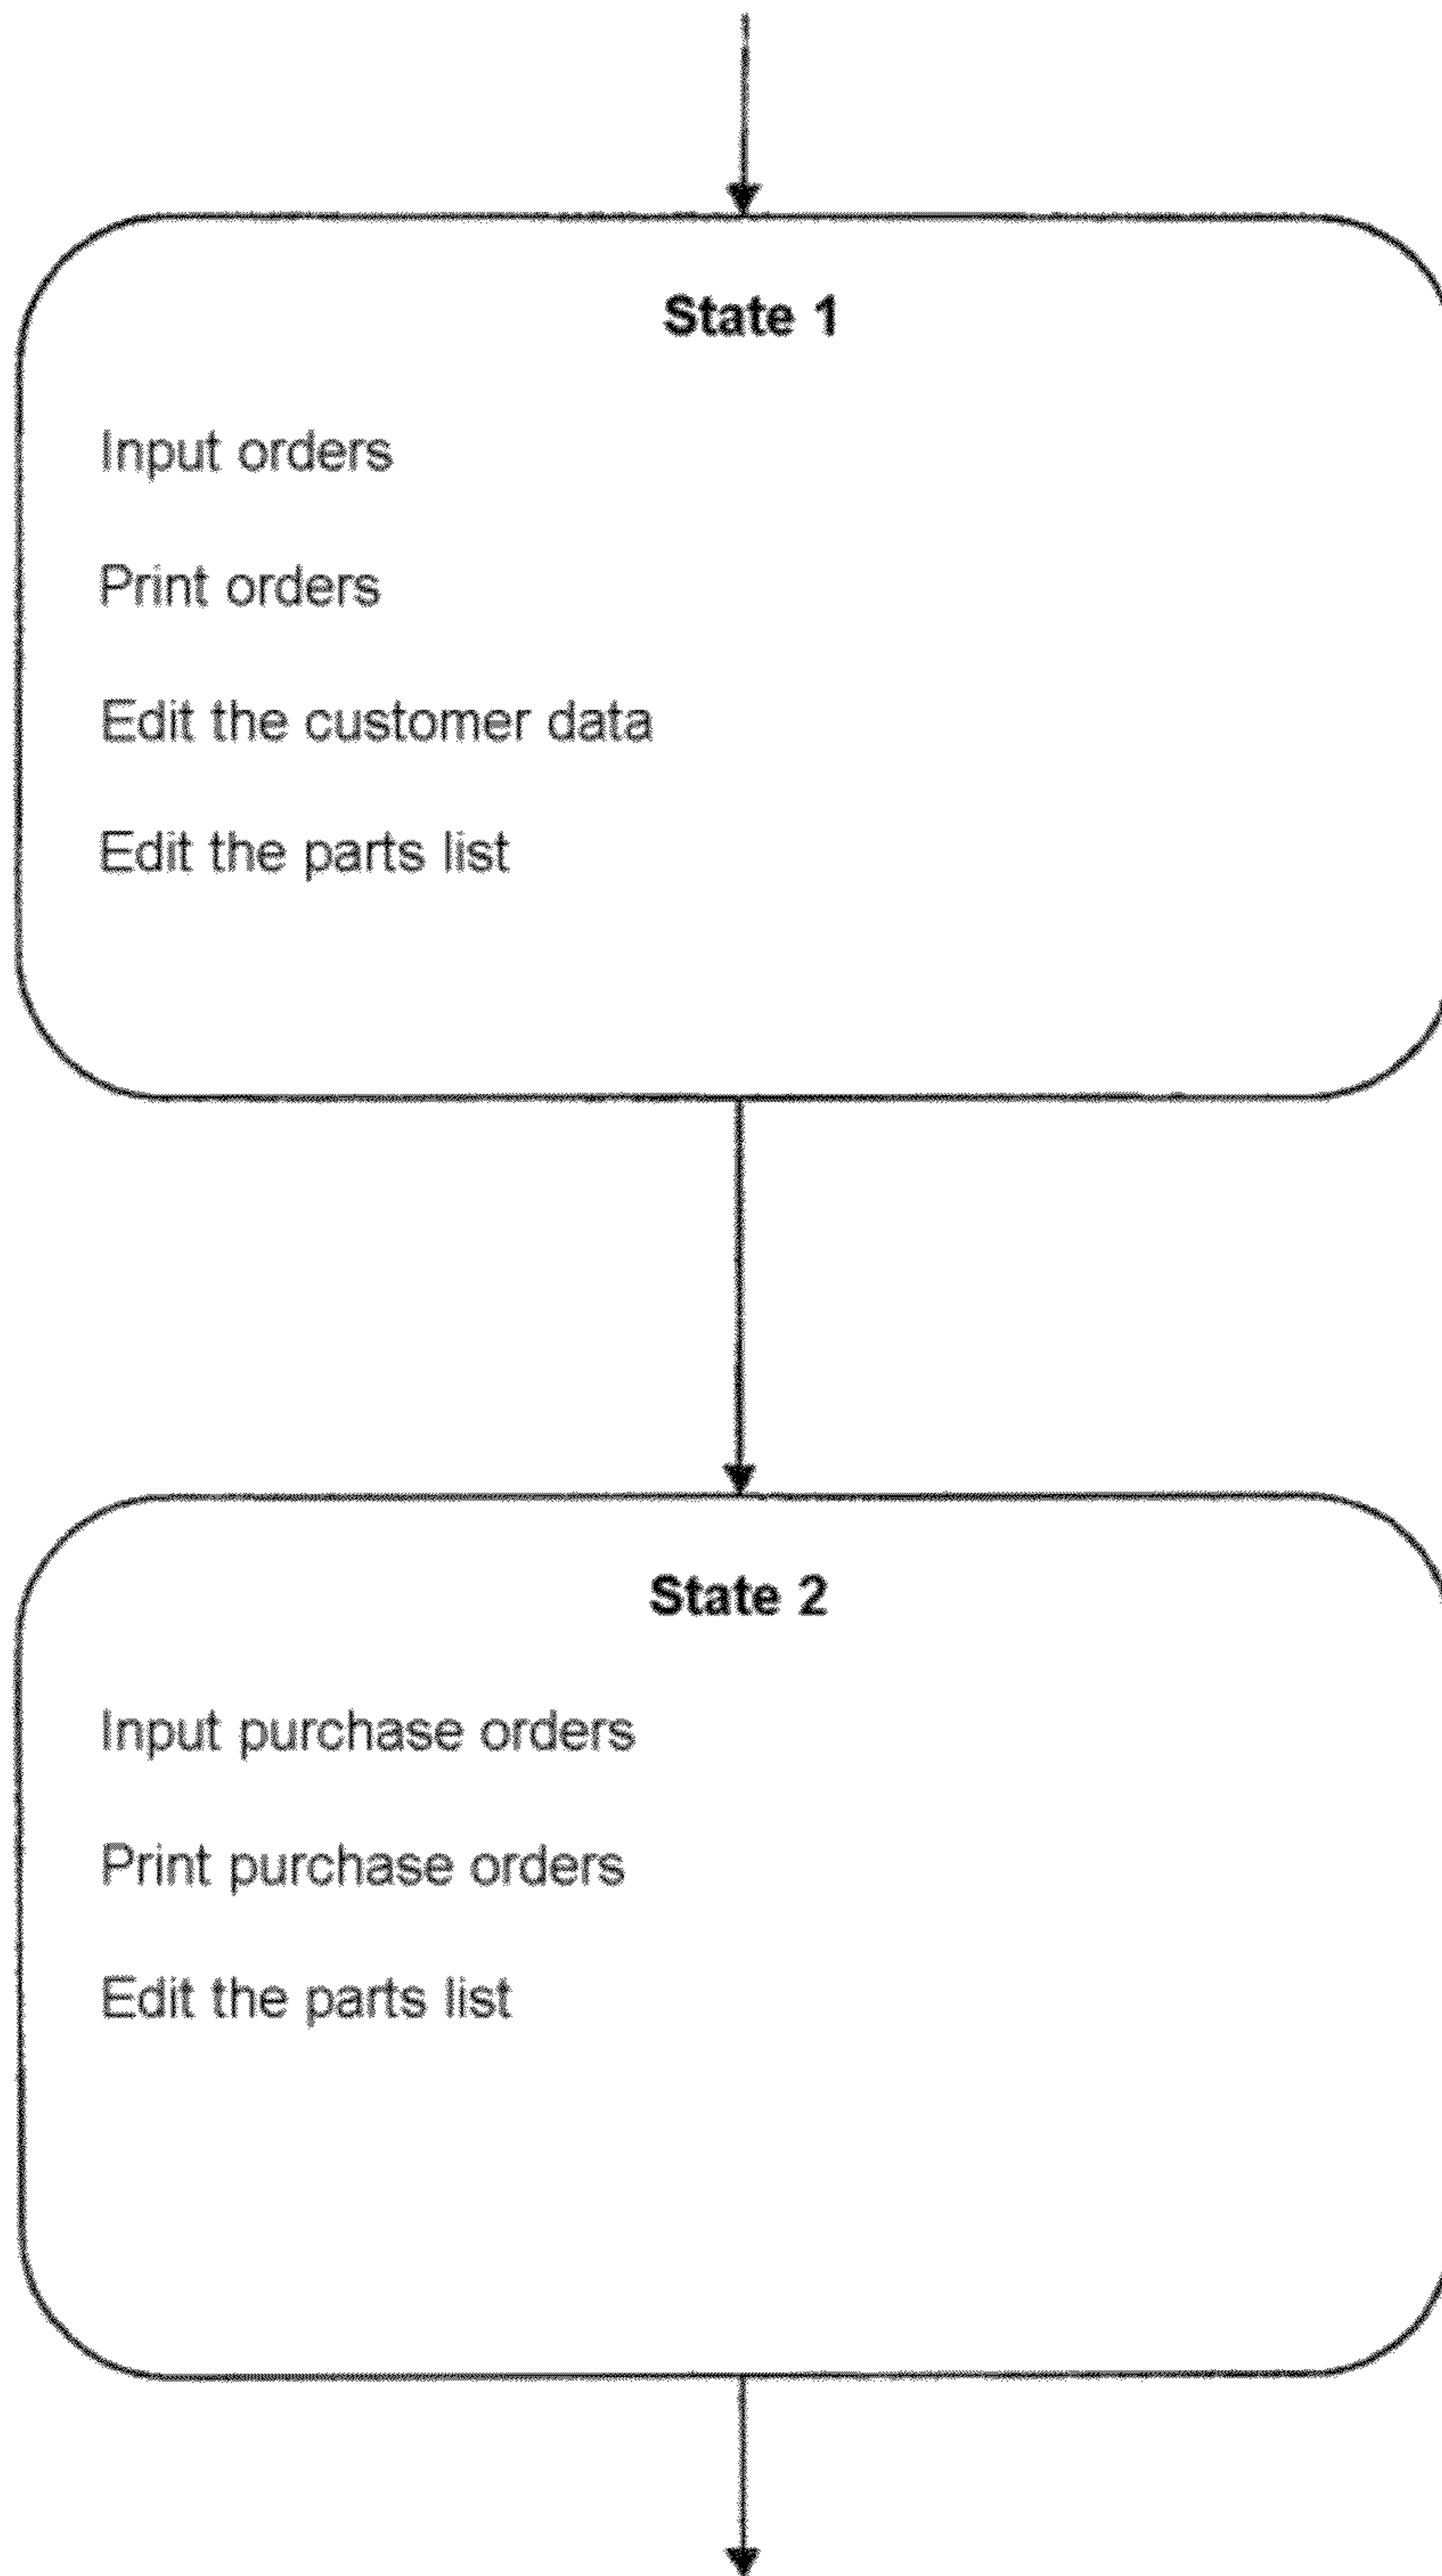 State 1
Input orders
Print orders
Edit the customer data
Edit the parts list
State 2
Input purchase orders
Print purchase orders
Edit the parts list